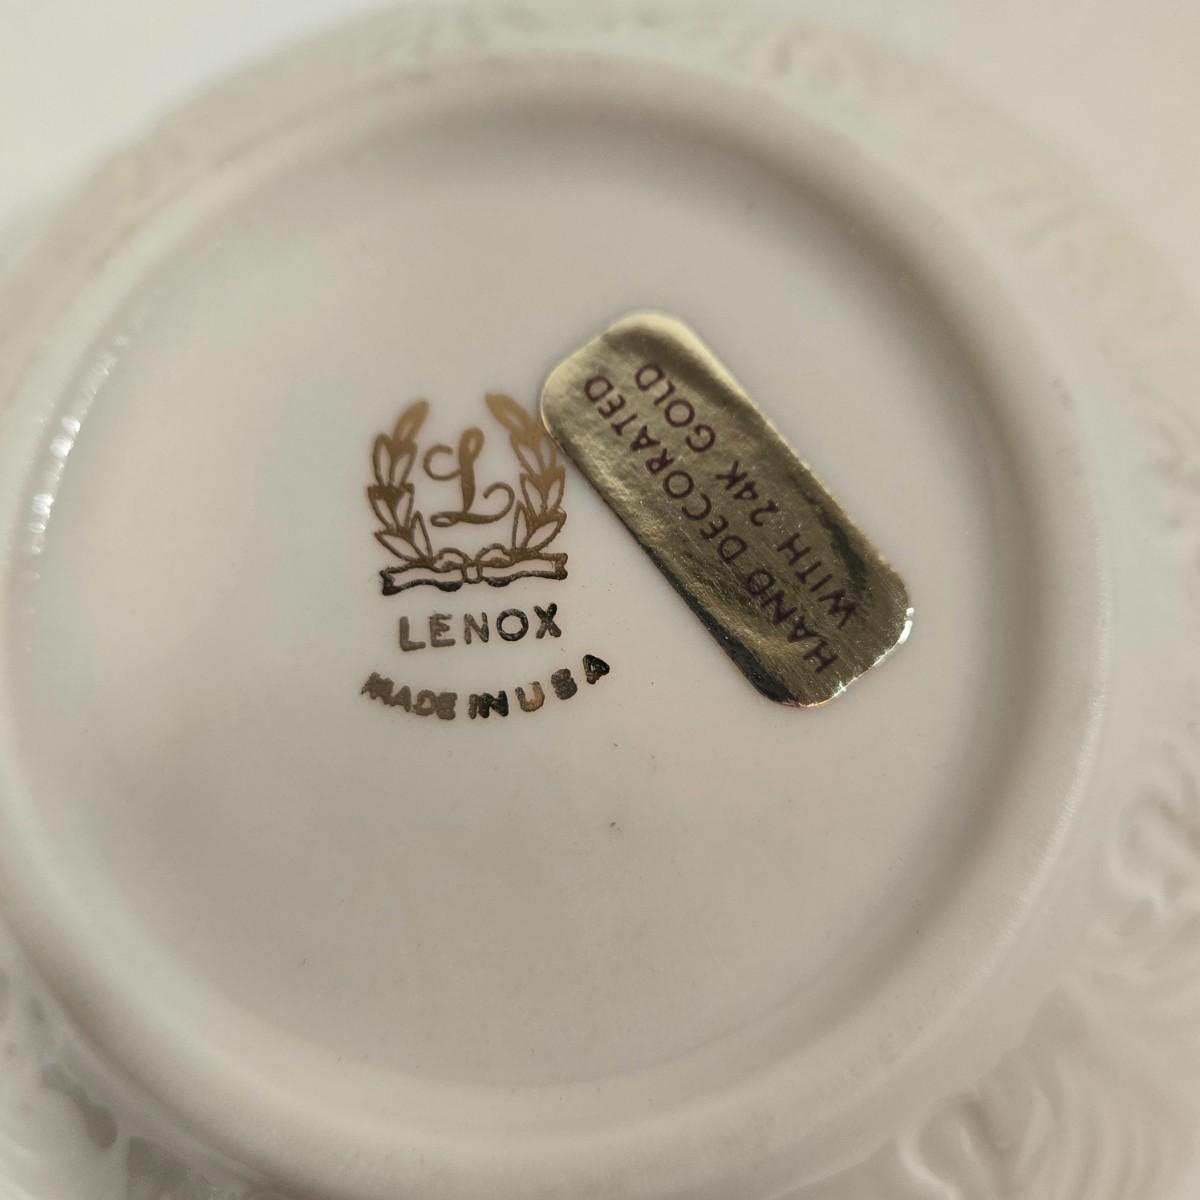 L
LENOX
MADE IN USA
HAND DECORATED
WITH 24K GOLD